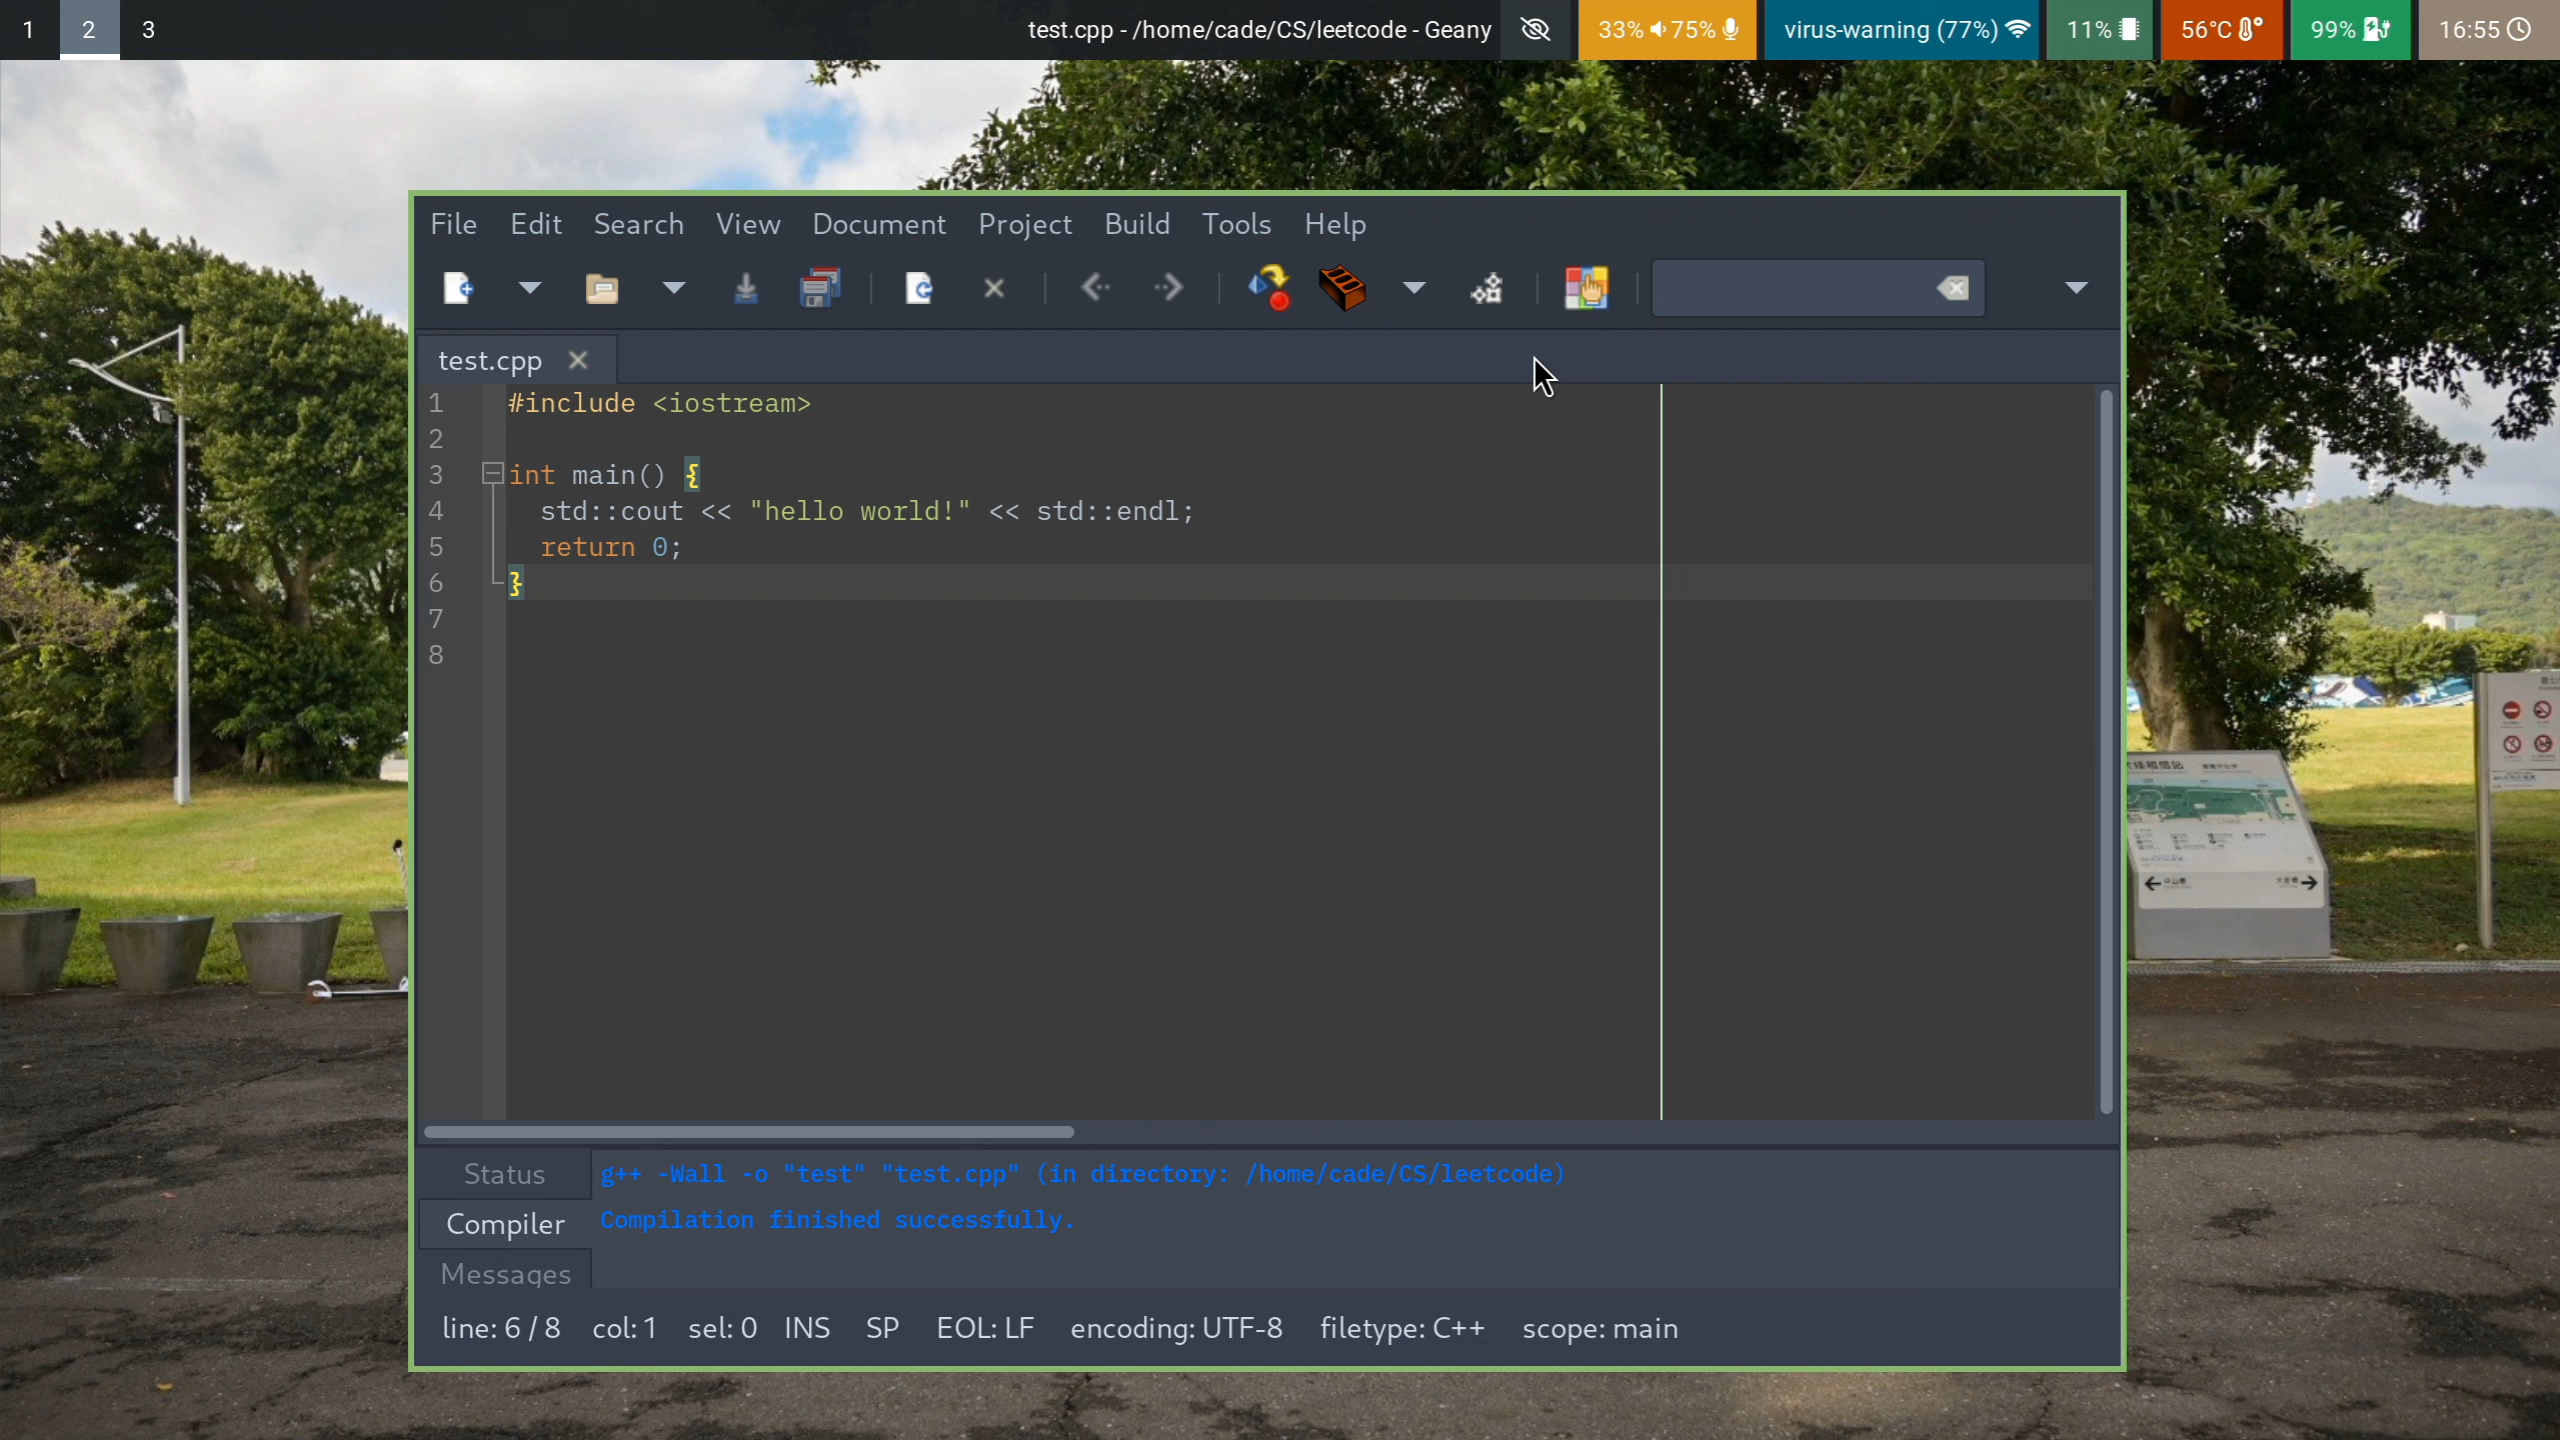 1 2 3 test.cpp - /home/cade/CS/leetcode - Geany 33% 75% virus-warning (77%) 11% 56°C 99% 16:55
File Edit Search View Document Project Build Tools Help
test.cpp
1 #include <iostream>
2
3 int main() {
4 std::cout << "hello world!" << std::endl;
5 return 0;
6 }
7
8
Status
g++ -Wall -o "test" "test.cpp" (in directory: /home/cade/CS/leetcode)
Compiler
Compilation finished successfully.
Messages
line: 6 / 8 col: 1 sel: 0 INS SP EOL: LF encoding: UTF-8 filetype: C++ scope: main